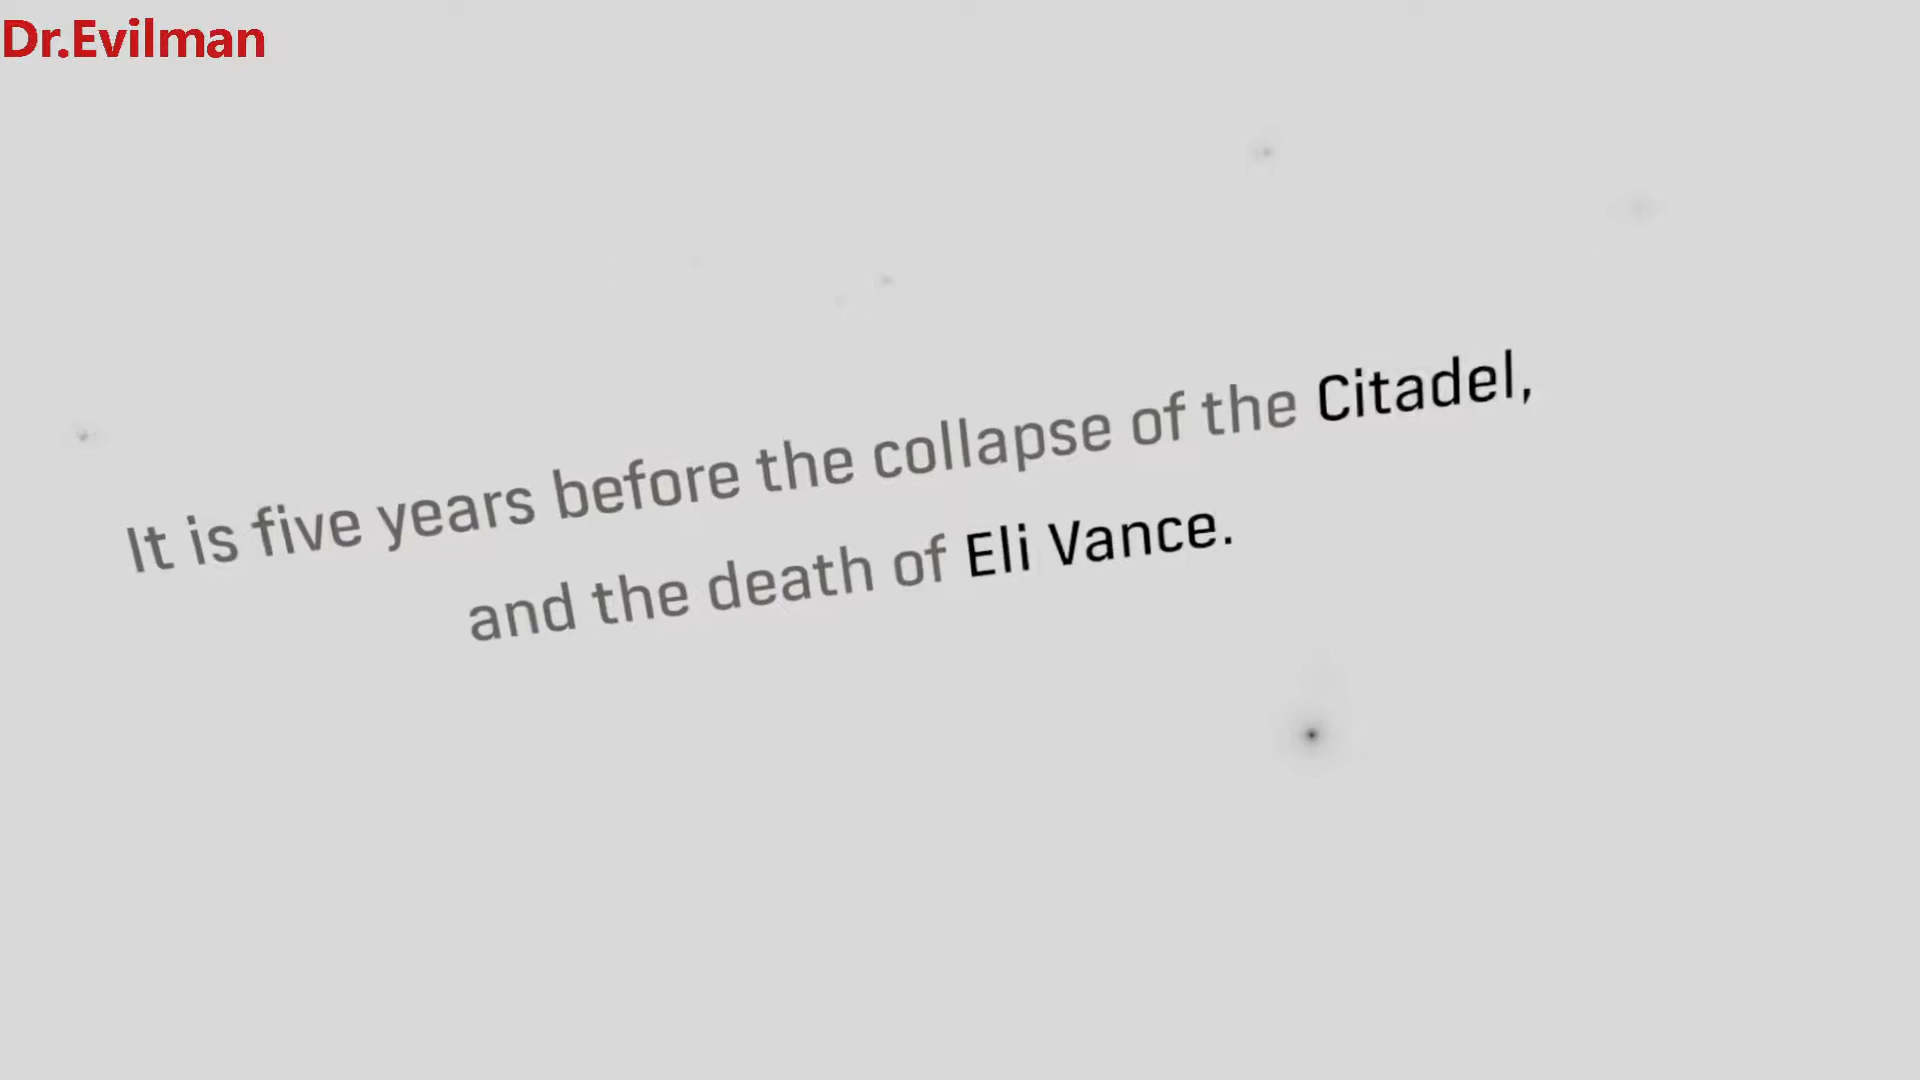 Dr.Evilman
It is five years before the collapse of the Citadel,
and the death of Eli Vance.